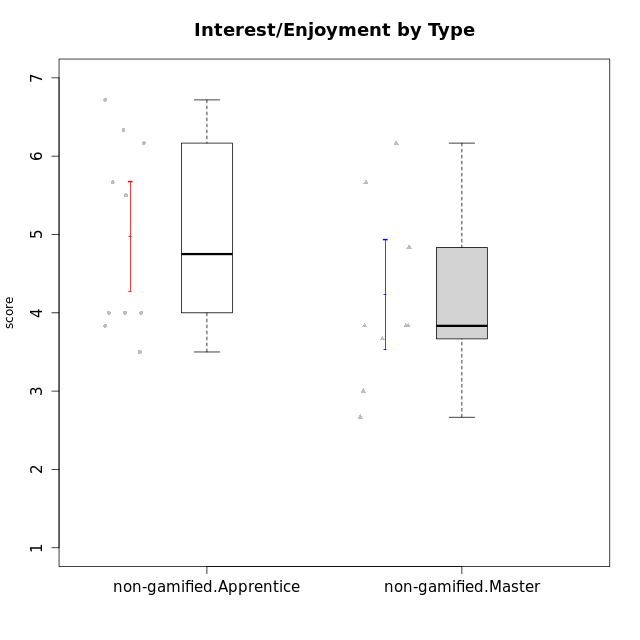 Interest/Enjoyment by Type
score
7
6
5
4
3
2
1
non-gamified.Apprentice
non-gamified.Master